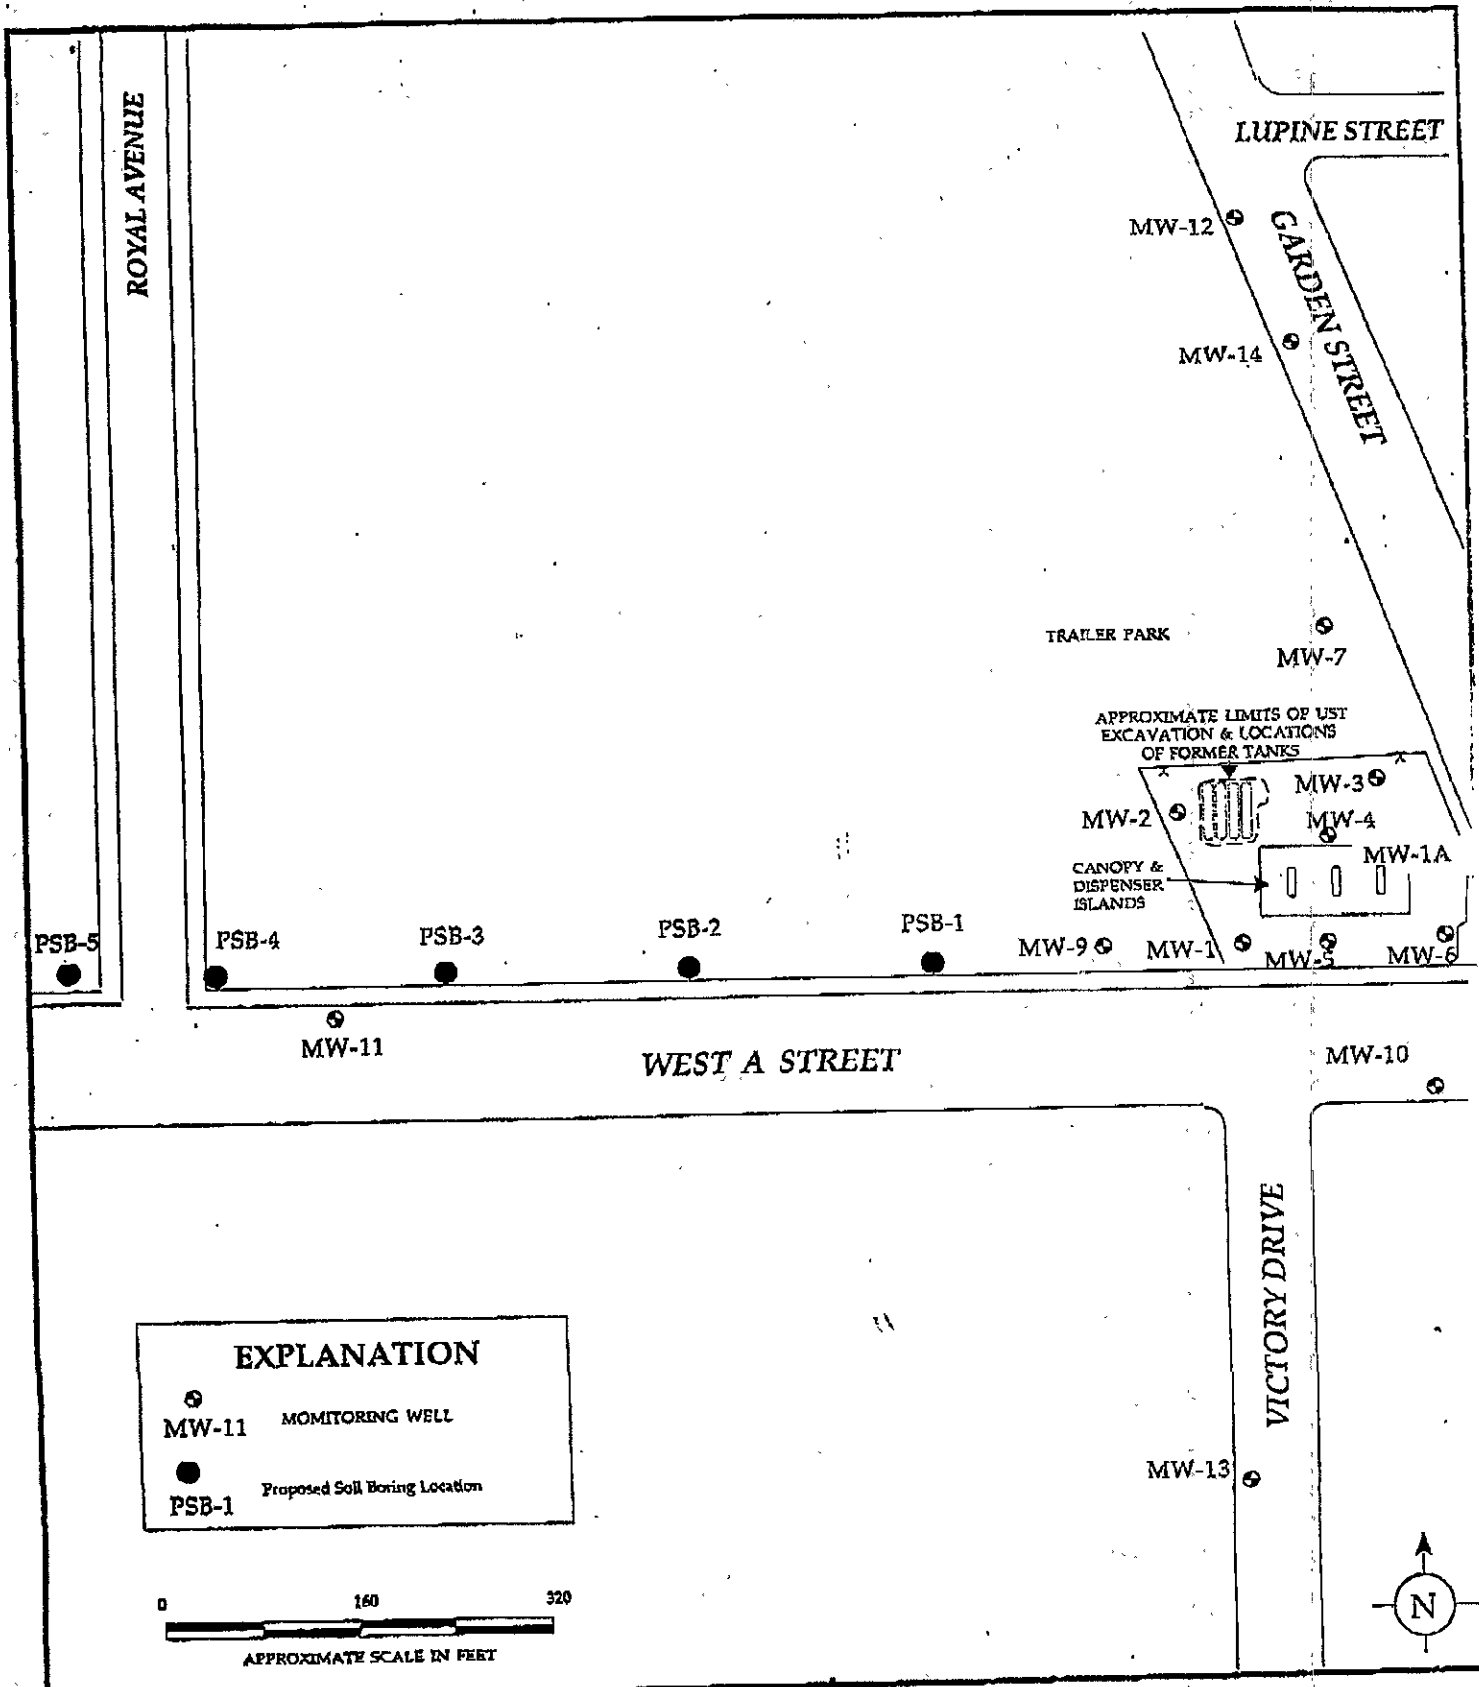 ROYAL AVENUE
LUPINE STREET
MW-12
GARDEN STREET
MW-14
TRAILER PARK
MW-7
APPROXIMATE LIMITS OF UST
EXCAVATION & LOCATIONS
OF FORMER TANKS
MW-3
MW-2
MW-4
MW-1A
CANOPY &
DISPENSER
ISLANDS
PSB-5
PSB-4
PSB-3
PSB-2
PSB-1
MW-9
MW-1
MW-5
MW-6
MW-11
WEST A STREET
MW-10
VICTORY DRIVE
EXPLANATION
MW-11
MOMITORING WELL
PSB-1
Proposed Soil Boring Location
MW-13
0 160 320
APPROXIMATE SCALE IN FEET
N